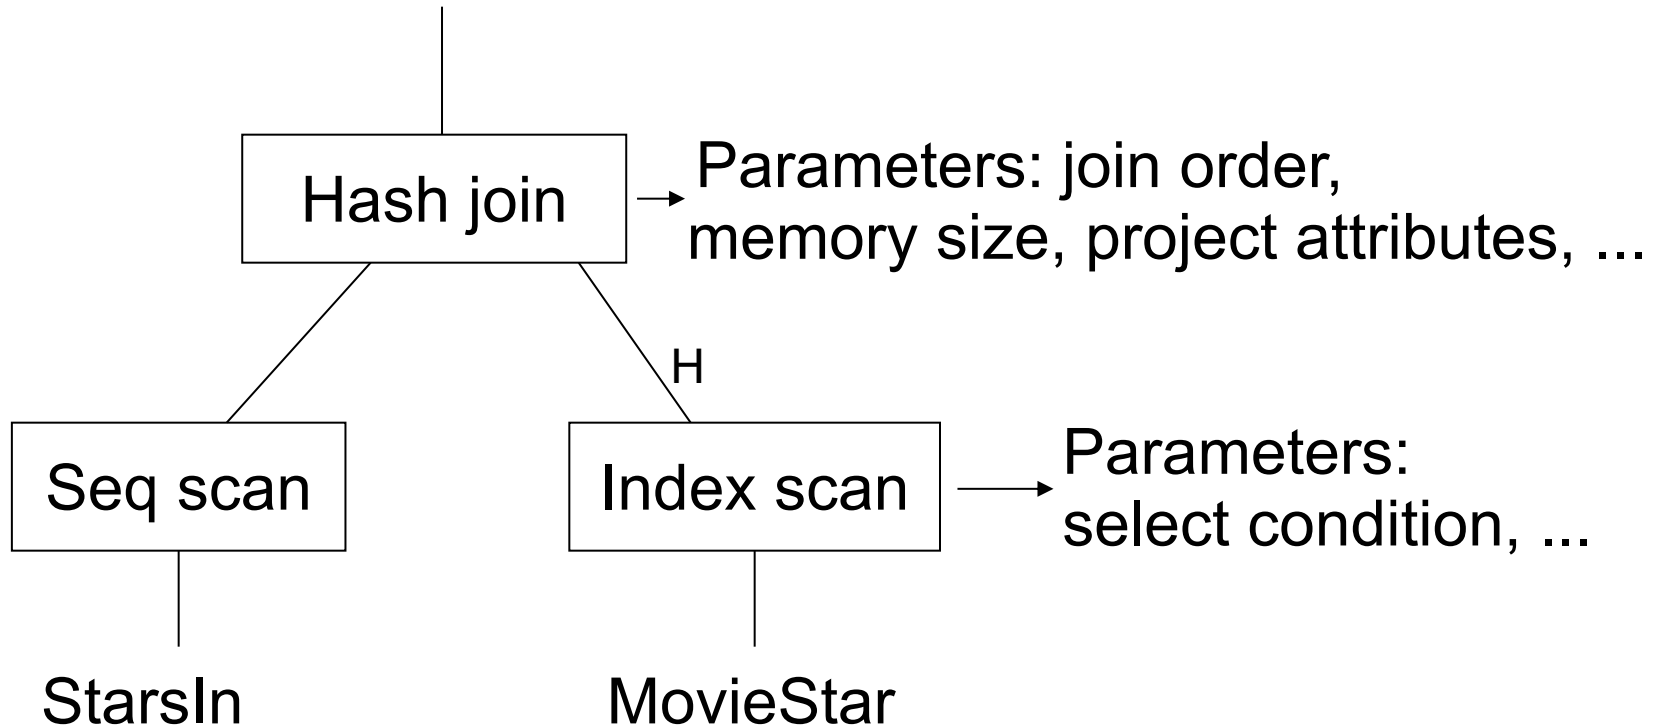 Hash join
Parameters: join order,
memory size, project attributes, ...
H
Seq scan
Index scan
Parameters:
select condition, ...
StarsIn
MovieStar